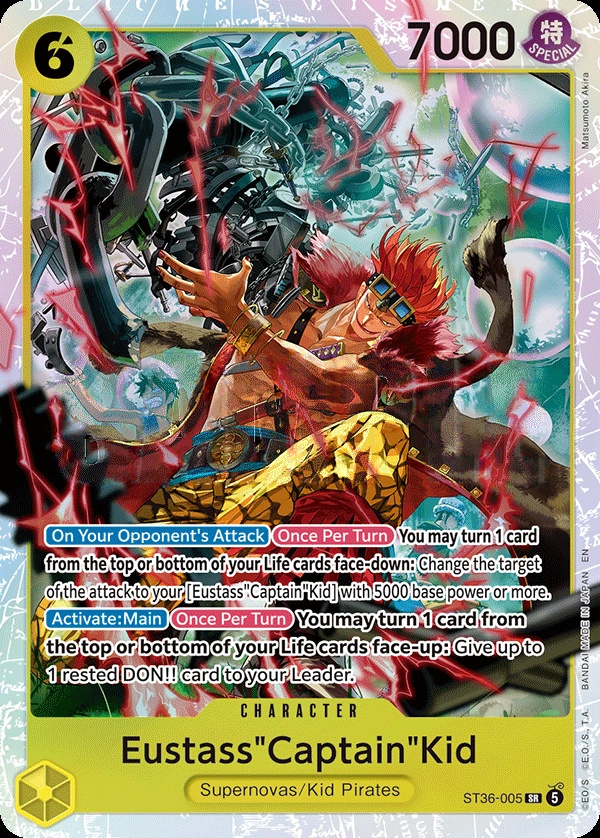 6
7000
特
SPECIAL
Matsumoto Akira
On Your Opponent's Attack Once Per Turn You may turn 1 card
from the top or bottom of your Life cards face-down: Change the target
of the attack to your [Eustass"Captain"Kid] with 5000 base power or more.
Activate:Main Once Per Turn You may turn 1 card from
the top or bottom of your Life cards face-up: Give up to
1 rested DON!! card to your Leader.
BANDAI MADE IN JAPAN EN
©E.O./S., T.A.
©EO/S
CHARACTER
Eustass"Captain"Kid
Supernovas/Kid Pirates
ST36-005 SR 5